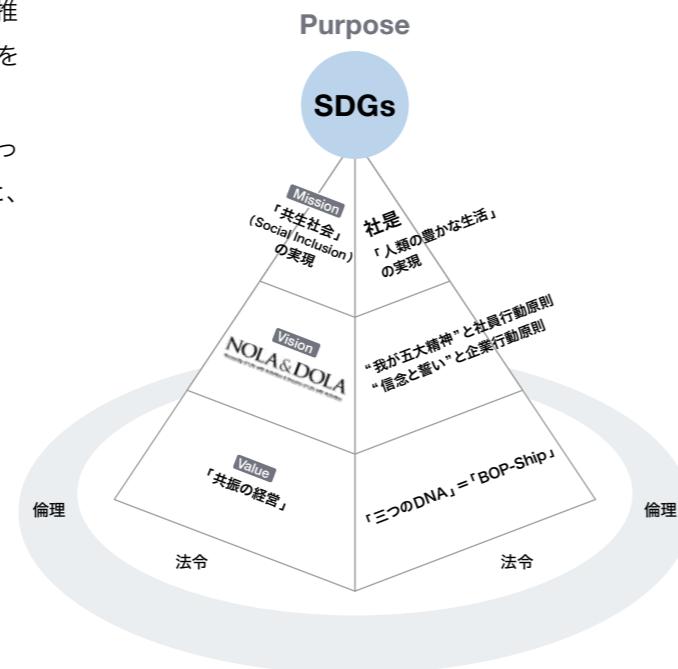 推
を
っ
に、
Purpose
SDGs
Mission
「共生社会」
(Social Inclusion)
の実現
社是
「人類の豊かな生活」
の実現
Vision
NOLA&DOLA
“我が五大精神”と社員行動原則
“信念と誓い”と企業行動原則
Value
「共振の経営」
「三つのDNA」＝「BOP-Ship」
倫理
倫理
法令
法令